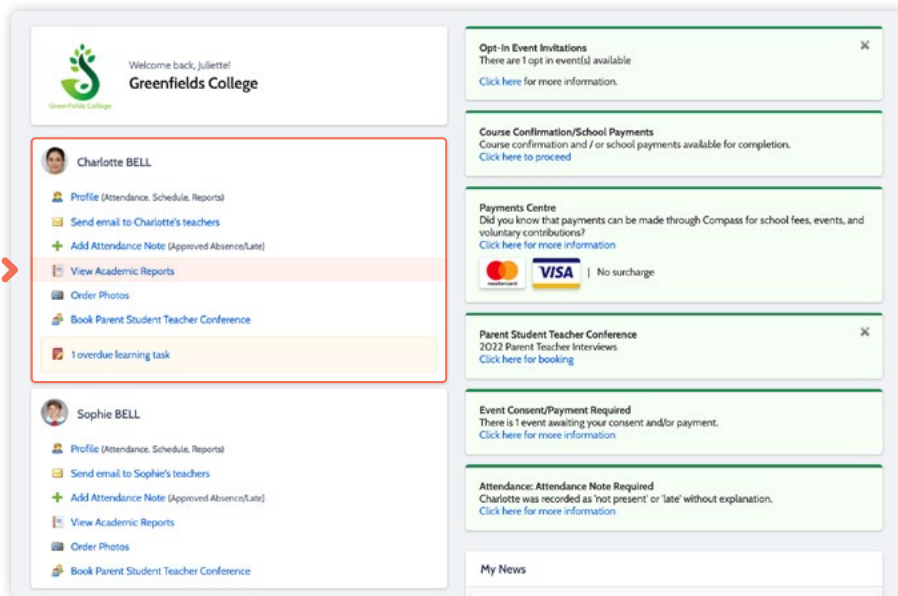 Greenfields College
Welcome back, Juliette!
Greenfields College
Charlotte BELL
Profile (Attendance, Schedule, Reports)
Send email to Charlotte's teachers
Add Attendance Note (Approved Absence/Late)
View Academic Reports
Order Photos
Book Parent Student Teacher Conference
1 overdue learning task
Sophie BELL
Profile (Attendance, Schedule, Reports)
Send email to Sophie's teachers
Add Attendance Note (Approved Absence/Late)
View Academic Reports
Order Photos
Book Parent Student Teacher Conference
Opt-In Event Invitations
There are 1 opt in event(s) available
Click here for more information.
Course Confirmation/School Payments
Course confirmation and / or school payments available for completion.
Click here to proceed
Payments Centre
Did you know that payments can be made through Compass for school fees, events, and
voluntary contributions?
Click here for more information
mastercard VISA | No surcharge
Parent Student Teacher Conference
2022 Parent Teacher Interviews
Click here for booking
Event Consent/Payment Required
There is 1 event awaiting your consent and/or payment.
Click here for more information
Attendance: Attendance Note Required
Charlotte was recorded as 'not present' or 'late' without explanation.
Click here for more information
My News